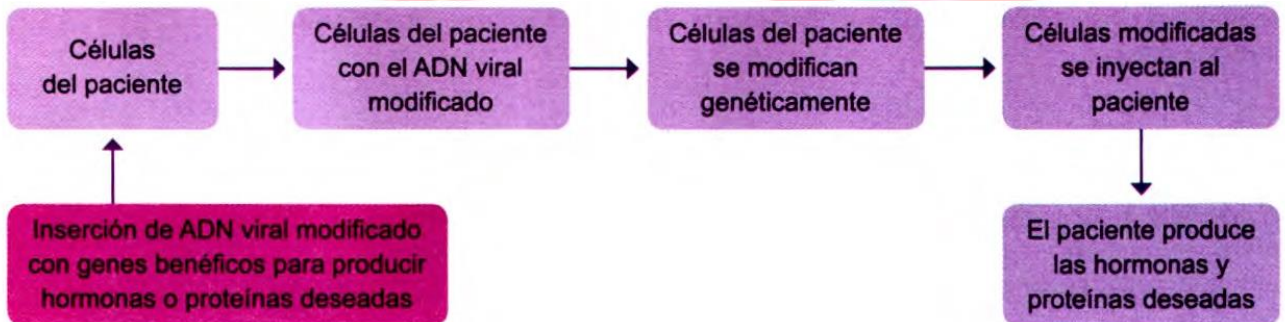 Células
del paciente
Células del paciente
con el ADN viral
modificado
Células del paciente
se modifican
genéticamente
Células modificadas
se inyectan al
paciente
Inserción de ADN viral modificado
con genes benéficos para producir
hormonas o proteínas deseadas
El paciente produce
las hormonas y
proteínas deseadas